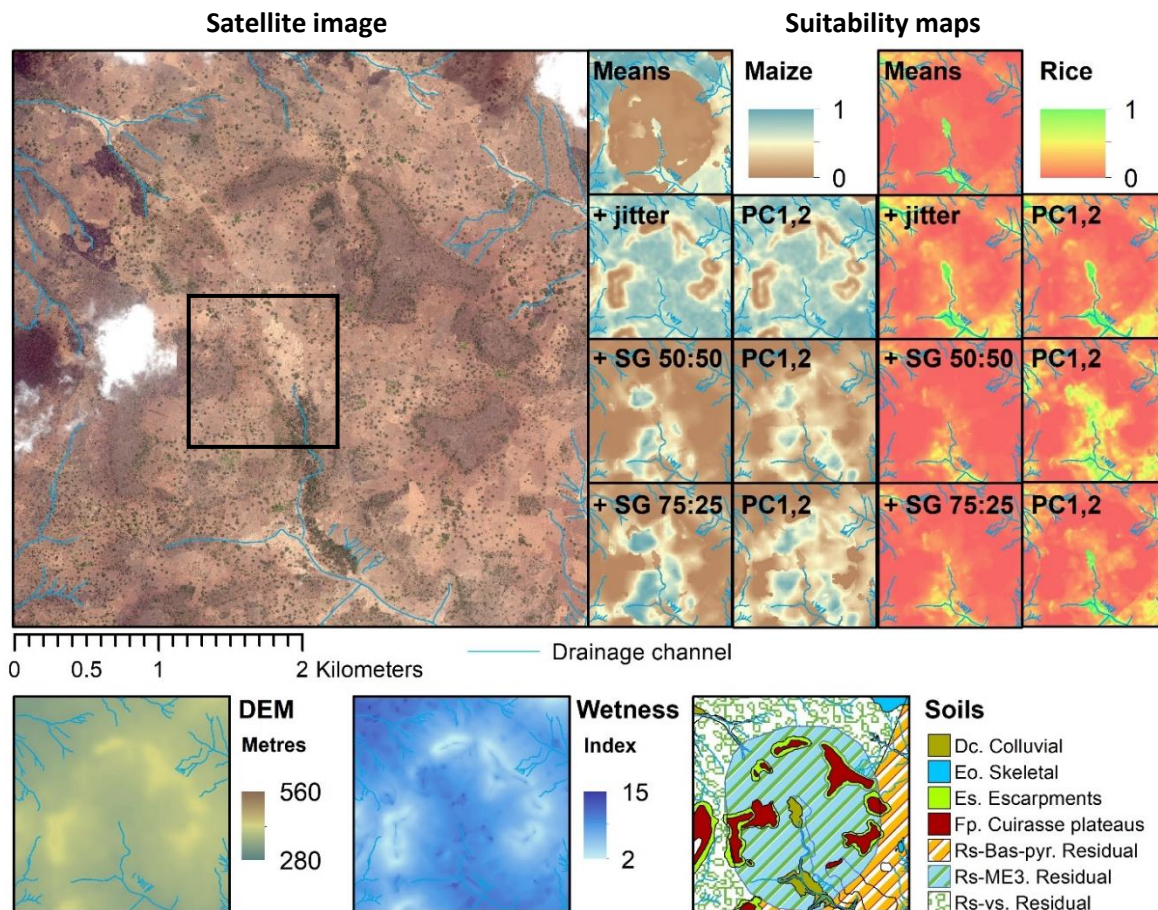 Satellite image
Suitability maps
Means
Maize
1
0
Means
Rice
1
0
+ jitter
PC1,2
+ jitter
PC1,2
+ SG 50:50
PC1,2
+ SG 50:50
PC1,2
+ SG 75:25
PC1,2
+ SG 75:25
PC1,2
0 0.5 1 2 Kilometers
Drainage channel
DEM
Metres
560
280
Wetness
Index
15
2
Soils
Dc. Colluvial
Eo. Skeletal
Es. Escarpments
Fp. Cuirasse plateaus
Rs-Bas-pyr. Residual
Rs-ME3. Residual
Rs-vs. Residual